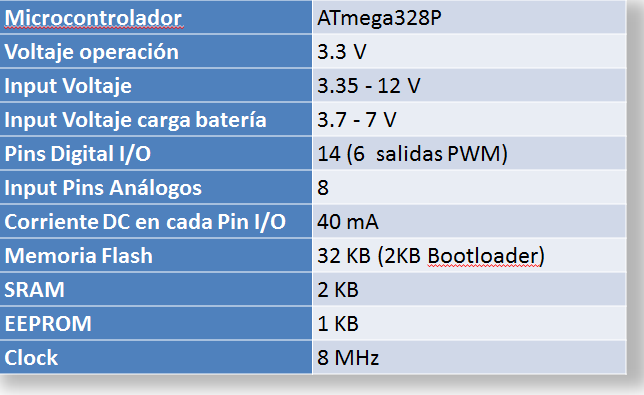 Microcontrolador ATmega328P
Voltaje operación 3.3 V
Input Voltaje 3.35 - 12 V
Input Voltaje carga batería 3.7 - 7 V
Pins Digital I/O 14 (6 salidas PWM)
Input Pins Análogos 8
Corriente DC en cada Pin I/O 40 mA
Memoria Flash 32 KB (2KB Bootloader)
SRAM 2 KB
EEPROM 1 KB
Clock 8 MHz